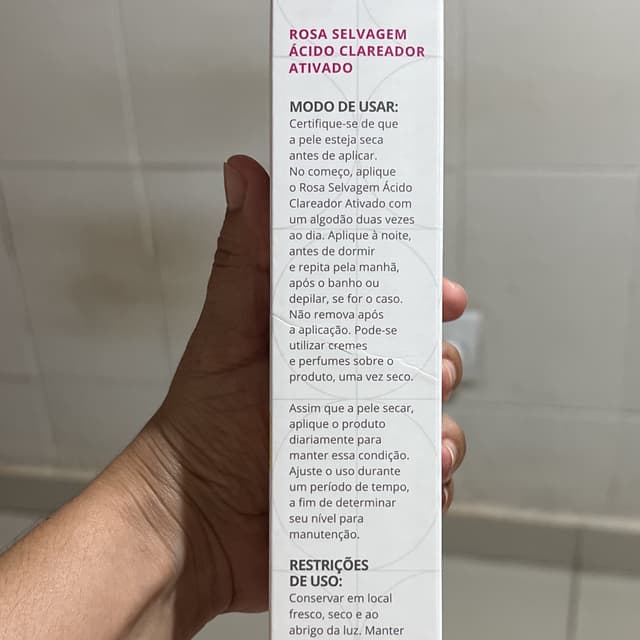 ROSA SELVAGEM
ÁCIDO CLAREADOR
ATIVADO
MODO DE USAR:
Certifique-se de que
a pele esteja seca
antes de aplicar.
No começo, aplique
o Rosa Selvagem Ácido
Clareador Ativado com
um algodão duas vezes
ao dia. Aplique à noite,
antes de dormir
e repita pela manhã,
após o banho ou
depilar, se for o caso.
Não remova após
a aplicação. Pode-se
utilizar cremes
e perfumes sobre o
produto, uma vez seco.
Assim que a pele secar,
aplique o produto
diariamente para
manter essa condição.
Ajuste o uso durante
um período de tempo,
a fim de determinar
seu nível para
manutenção.
RESTRIÇÕES
DE USO:
Conservar em local
fresco, seco e ao
abrigo da luz. Manter